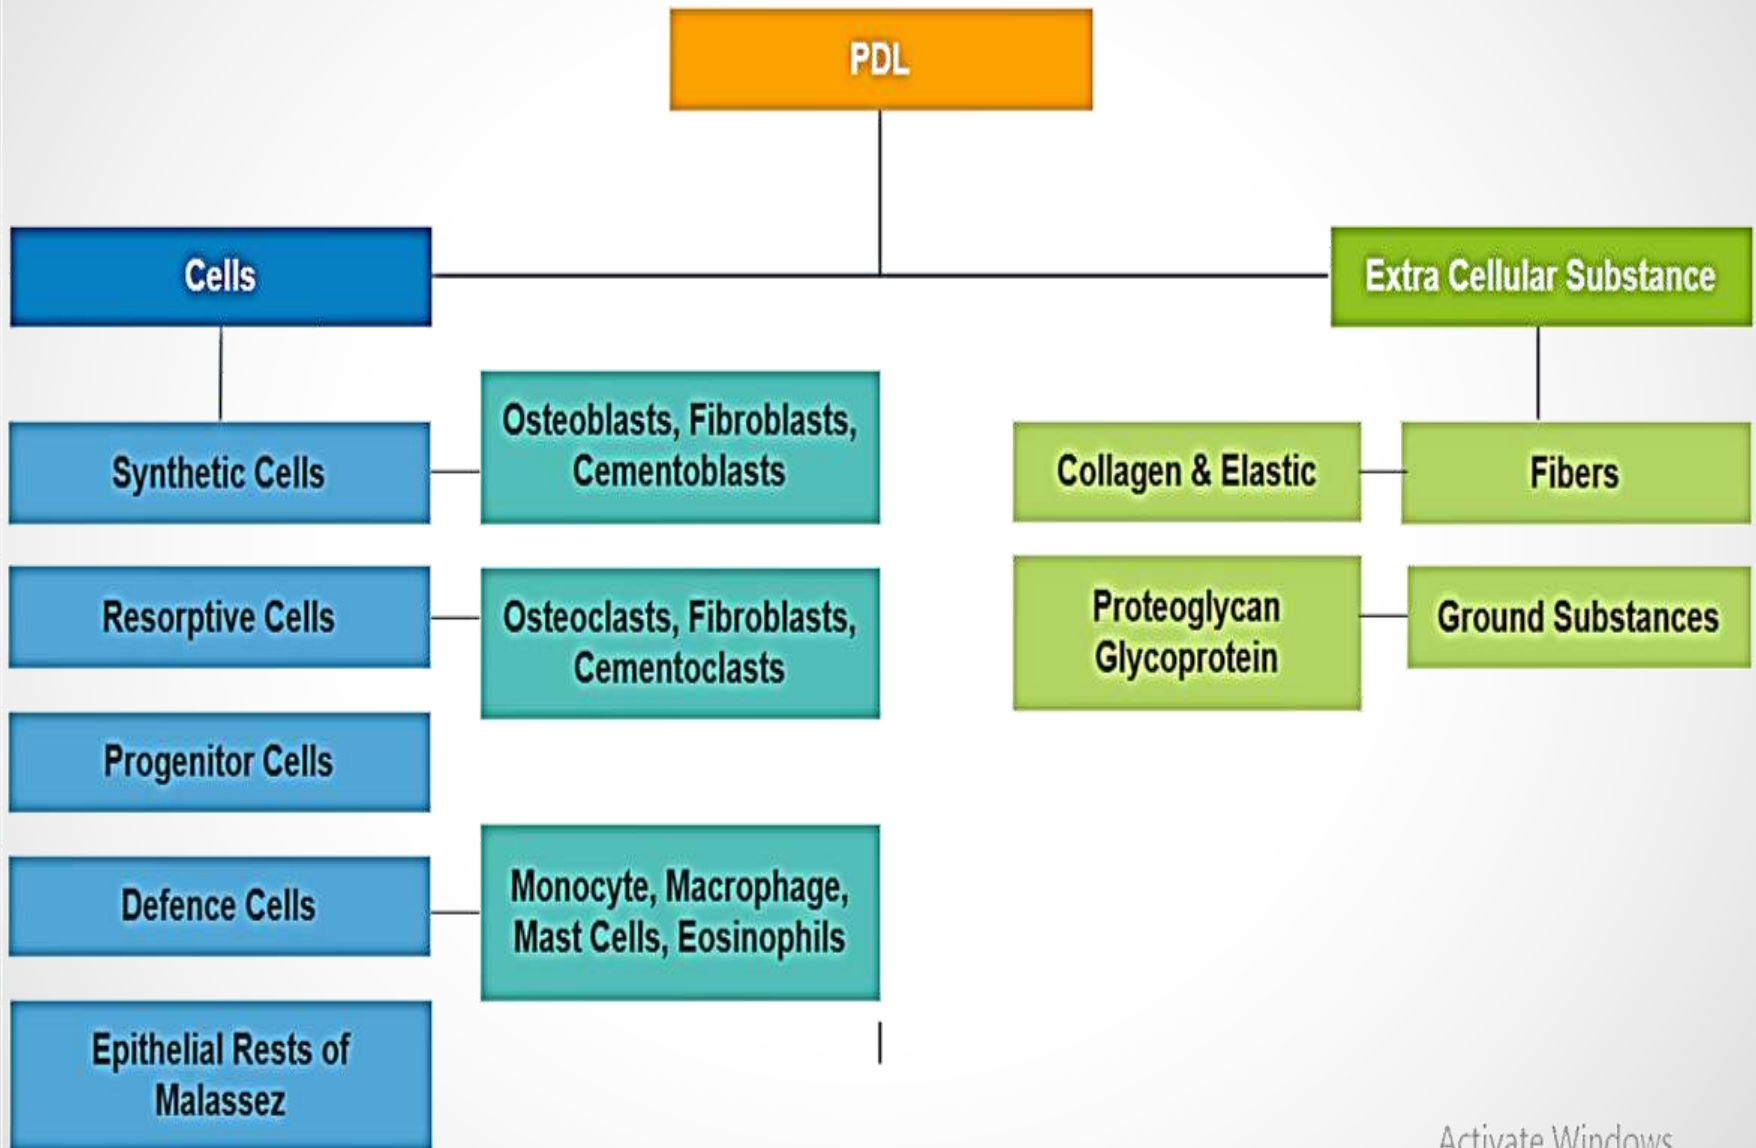 PDL
Cells
Extra Cellular Substance
Synthetic Cells
Osteoblasts, Fibroblasts,
Cementoblasts
Collagen & Elastic
Fibers
Resorptive Cells
Osteoclasts, Fibroblasts,
Cementoclasts
Proteoglycan
Glycoprotein
Ground Substances
Progenitor Cells
Defence Cells
Monocyte, Macrophage,
Mast Cells, Eosinophils
Epithelial Rests of
Malassez
Activate Windows